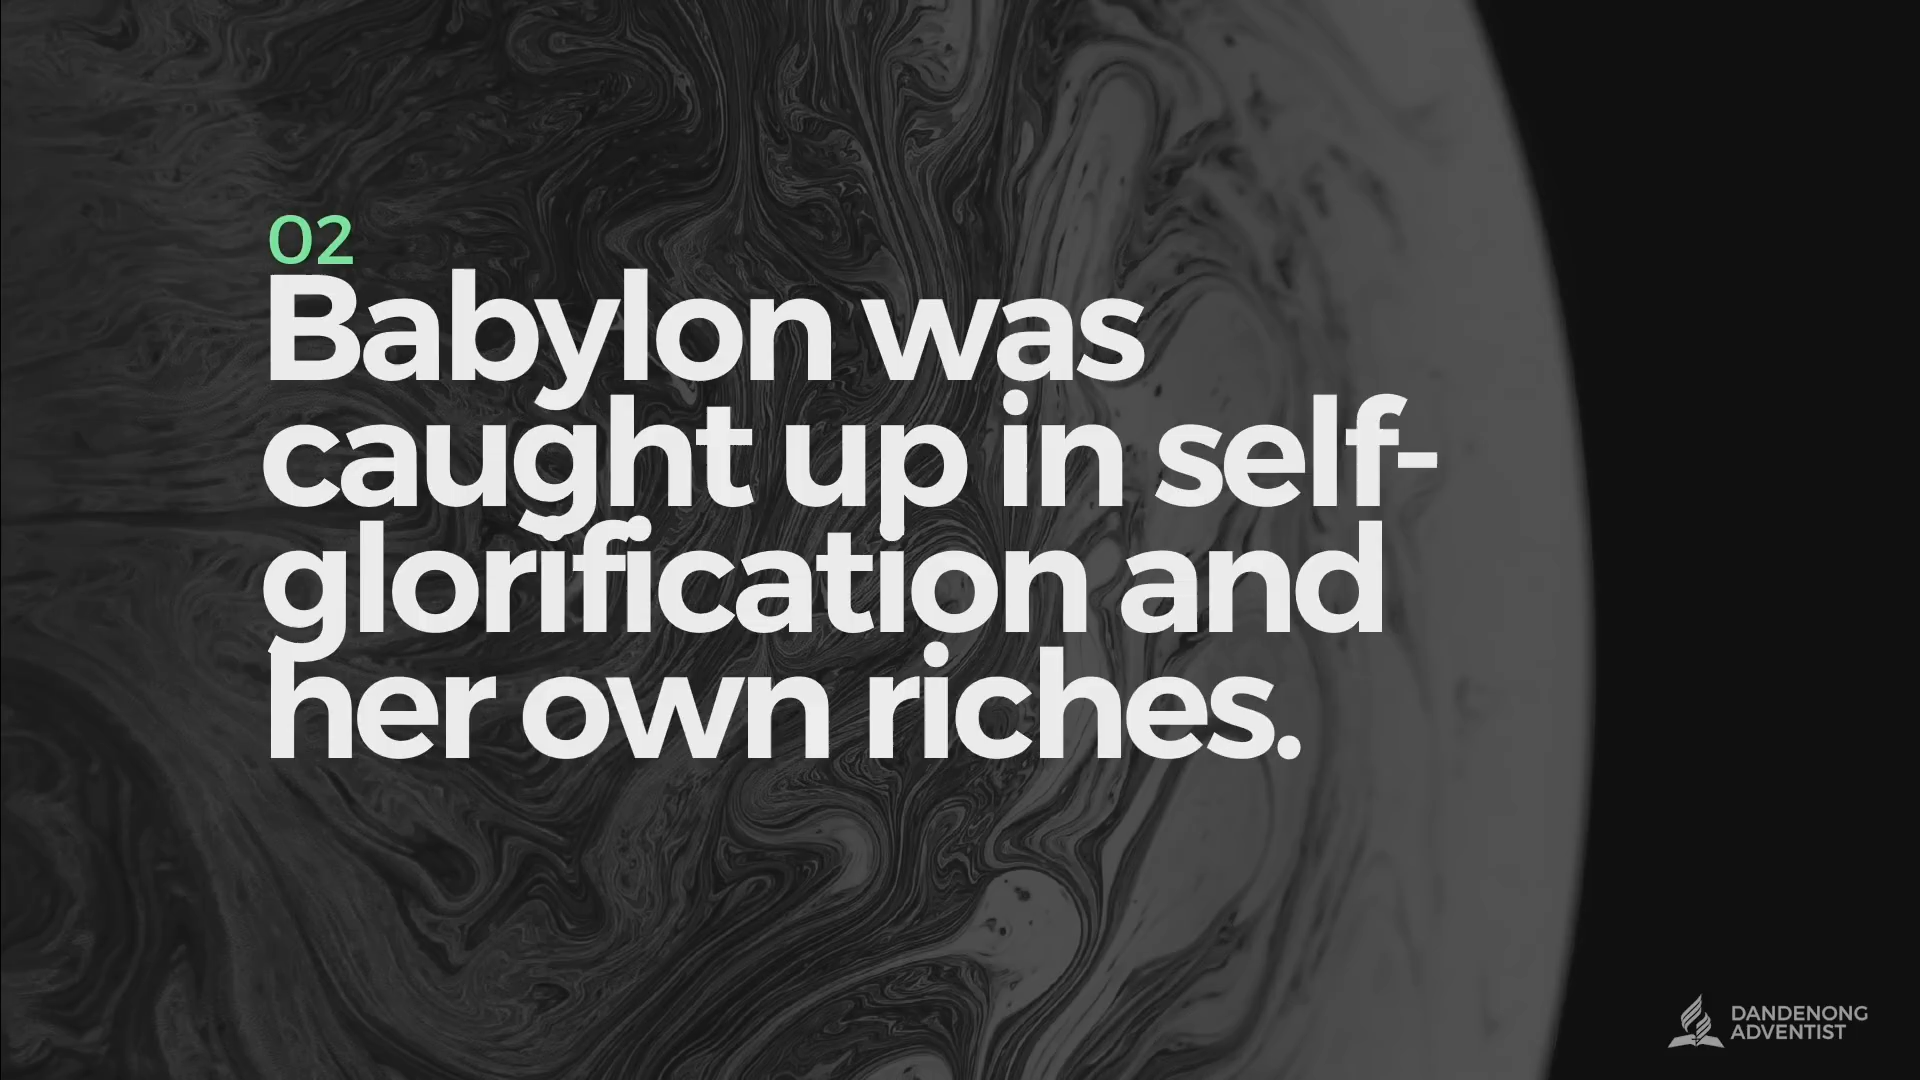 02
Babylon was
caught up in self-
glorification and
her own riches.
DANDENONG
ADVENTIST